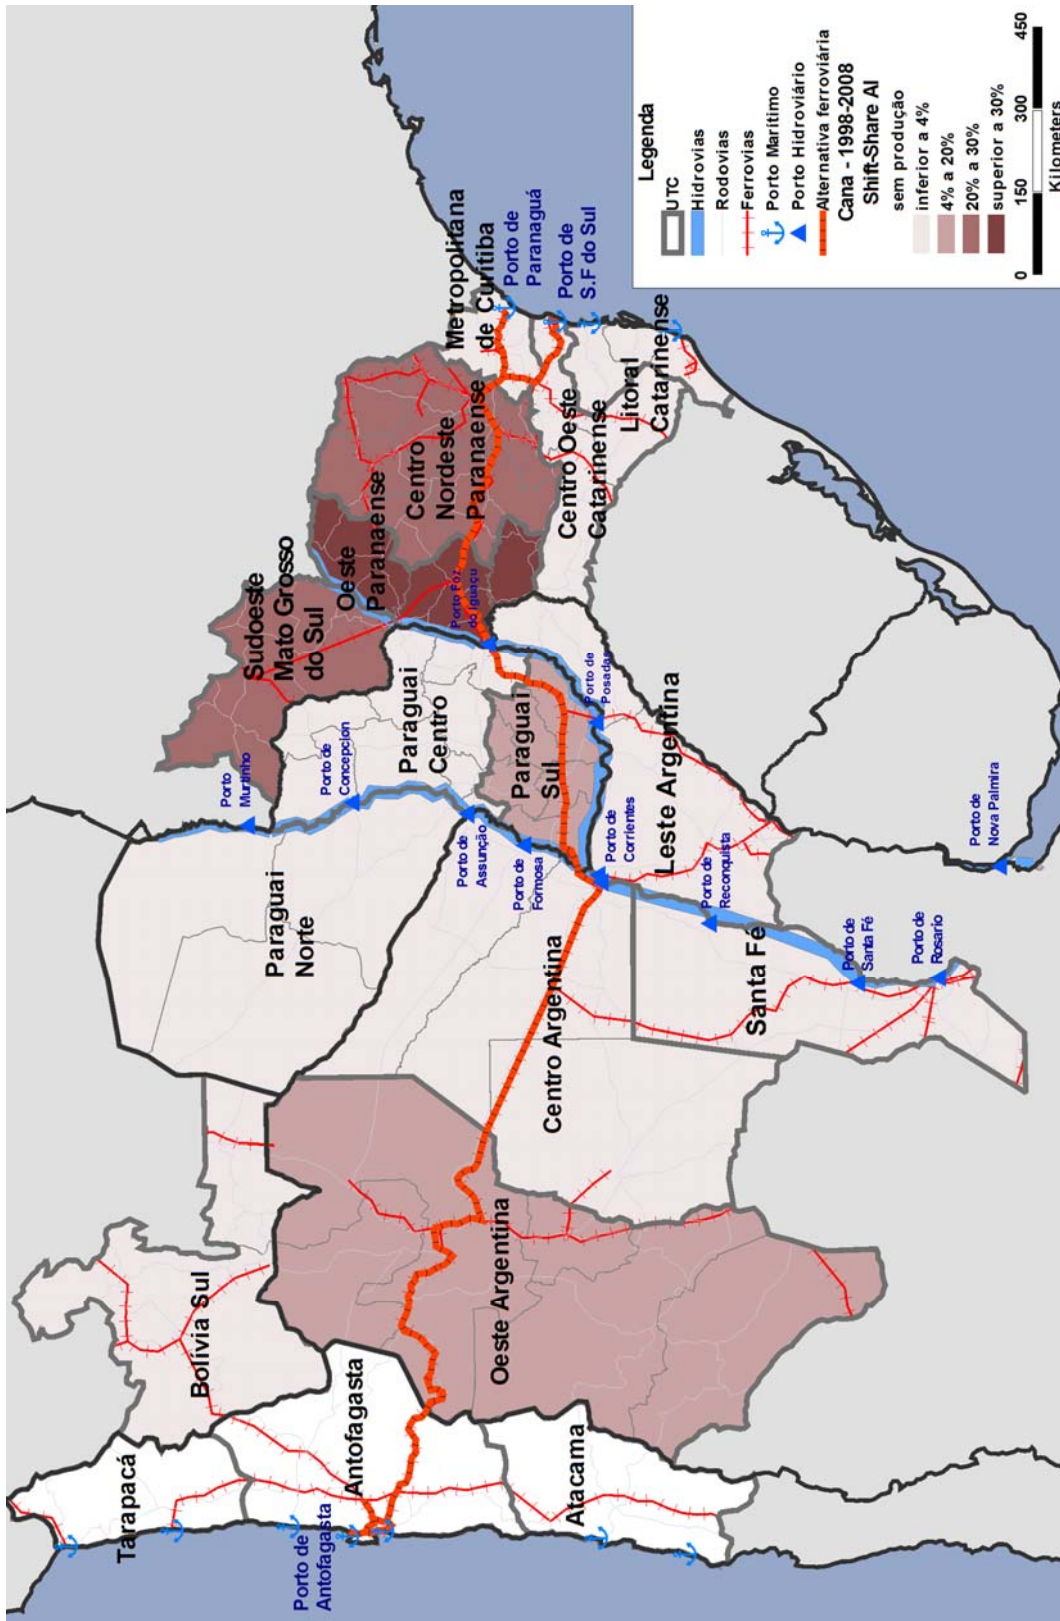 Tarapacá
Bolívia Sul
Porto de
Antofagasta
Antofagasta
Atacama
Oeste Argentina
Paraguai
Norte
Centro Argentina
Santa Fé
Porto
Murtinho
Porto de
Concepcion
Porto de
Assunção
Porto de
Formosa
Porto de
Corrientes
Porto de
Reconquista
Porto de
Santa Fé
Porto de
Rosario
Porto de
Nova Palmira
Paraguai
Centro
Paraguai
Sul
Leste Argentina
Porto de
Posadas
Porto Foz
do Iguaçu
Sudoeste
Mato Grosso
do Sul
Oeste
Paranaense
Centro
Nordeste
Paranaense
Metropolitana
de Curitiba
Porto de
Paranaguá
Porto de
S.F do Sul
Centro Oeste
Catarinense
Litoral
Catarinense
Legenda
UTC
Hidrovias
Rodovias
Ferrovias
Porto Marítimo
Porto Hidroviário
Alternativa ferroviária
Cana - 1998-2008
Shift-Share Al
sem produção
inferior a 4%
4% a 20%
20% a 30%
superior a 30%
0 150 300 450
Kilometers